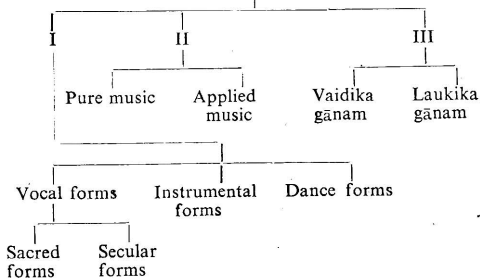 I II III
Pure music Applied music Vaidika gānam Laukika gānam
Vocal forms Instrumental forms Dance forms
Sacred forms Secular forms